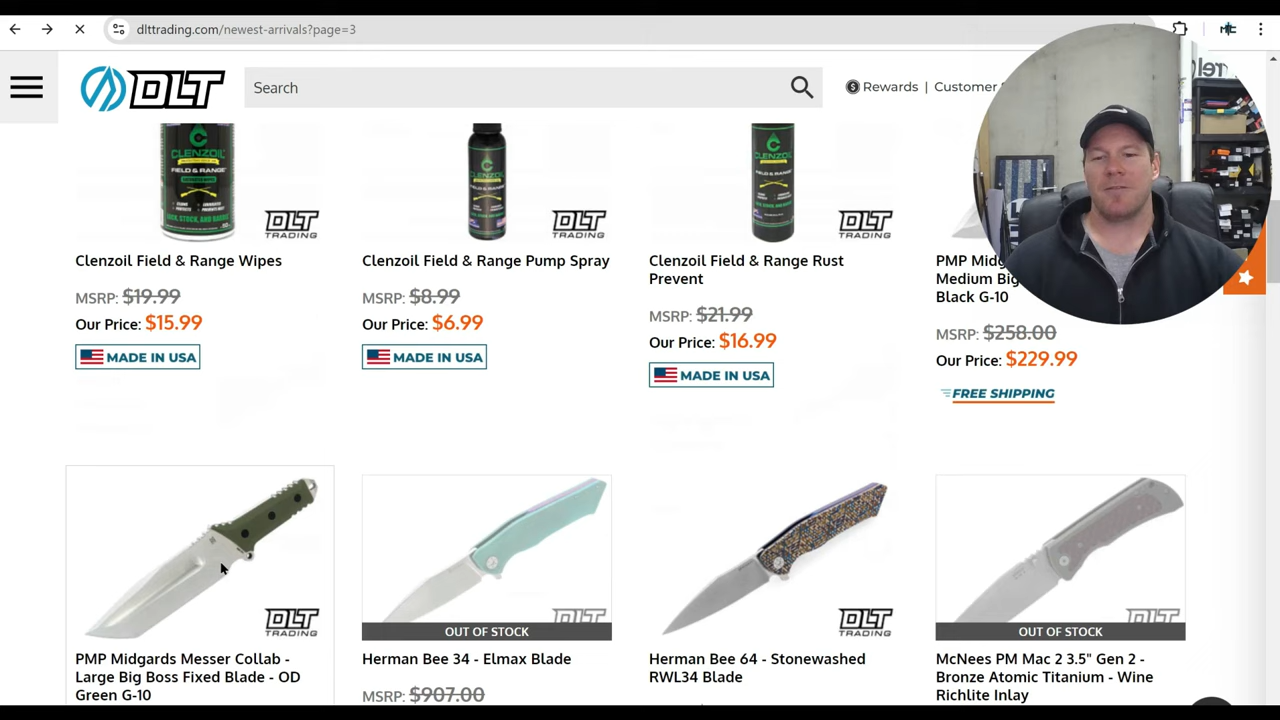 dlttrading.com/newest-arrivals?page=3
DLT
Search
Rewards | Customer
CLENZOIL
FIELD & RANGE
DLT
TRADING
CLENZOIL
FIELD & RANGE
DLT
TRADING
CLENZOIL
FIELD & RANGE
DLT
TRADING
Clenzoil Field & Range Wipes
MSRP: $19.99
Our Price: $15.99
MADE IN USA
Clenzoil Field & Range Pump Spray
MSRP: $8.99
Our Price: $6.99
MADE IN USA
Clenzoil Field & Range Rust
Prevent
MSRP: $21.99
Our Price: $16.99
MADE IN USA
PMP Midg
Medium Big
Black G-10
MSRP: $258.00
Our Price: $229.99
FREE SHIPPING
DLT
TRADING
DLT
OUT OF STOCK
DLT
TRADING
DLT
OUT OF STOCK
PMP Midgards Messer Collab -
Large Big Boss Fixed Blade - OD
Green G-10
Herman Bee 34 - Elmax Blade
MSRP: $907.00
Herman Bee 64 - Stonewashed
RWL34 Blade
McNees PM Mac 2 3.5" Gen 2 -
Bronze Atomic Titanium - Wine
Richlite Inlay